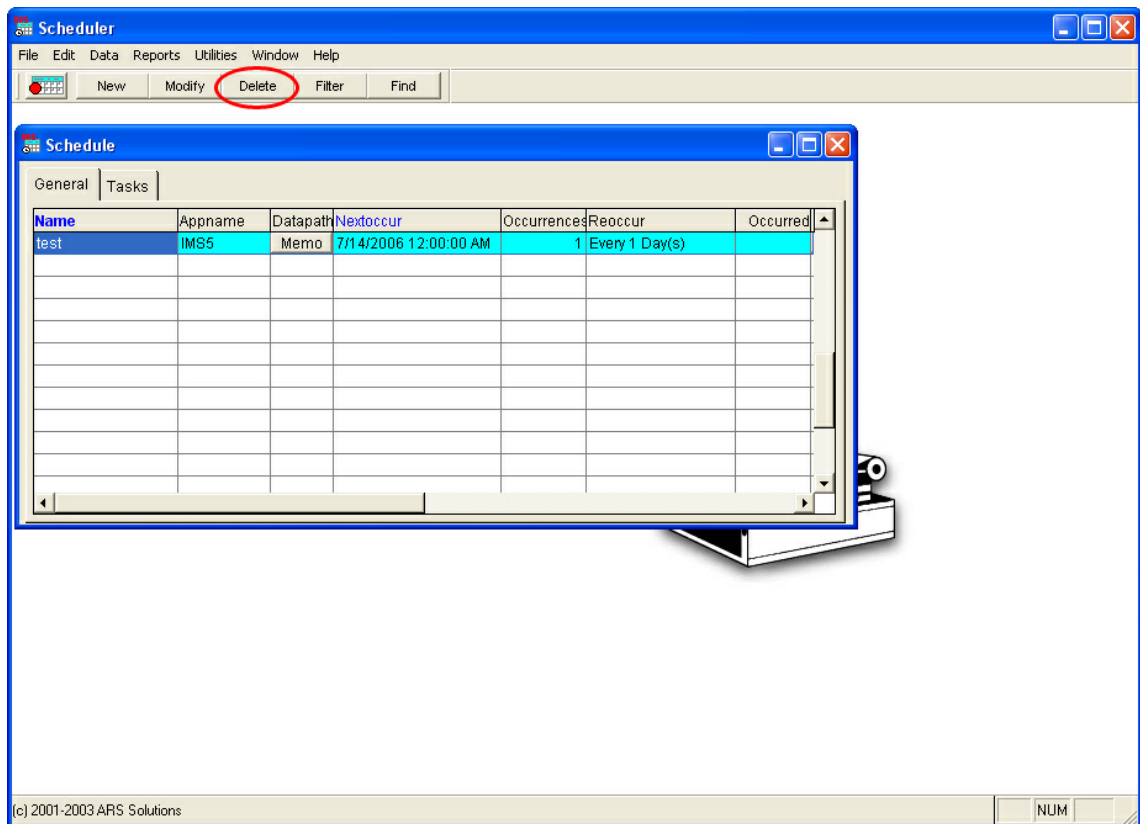 Scheduler
File Edit Data Reports Utilities Window Help
New Modify Delete Filter Find
Schedule
General Tasks
Name Appname Datapath Nextoccur Occurrences Reoccur Occurred
test IMS5 Memo 7/14/2006 12:00:00 AM 1 Every 1 Day(s)
(c) 2001-2003 ARS Solutions NUM